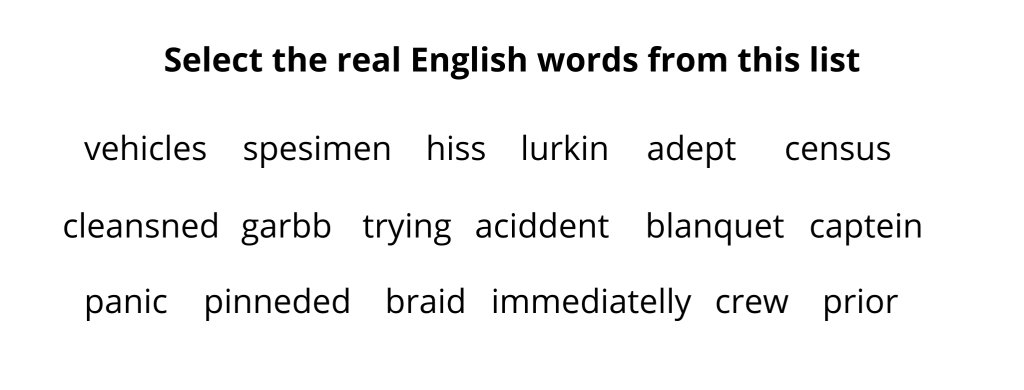 Select the real English words from this list
vehicles spesimen hiss lurkin adept census
cleansned garbb trying aciddent blanquet captein
panic pinneded braid immediatelly crew prior